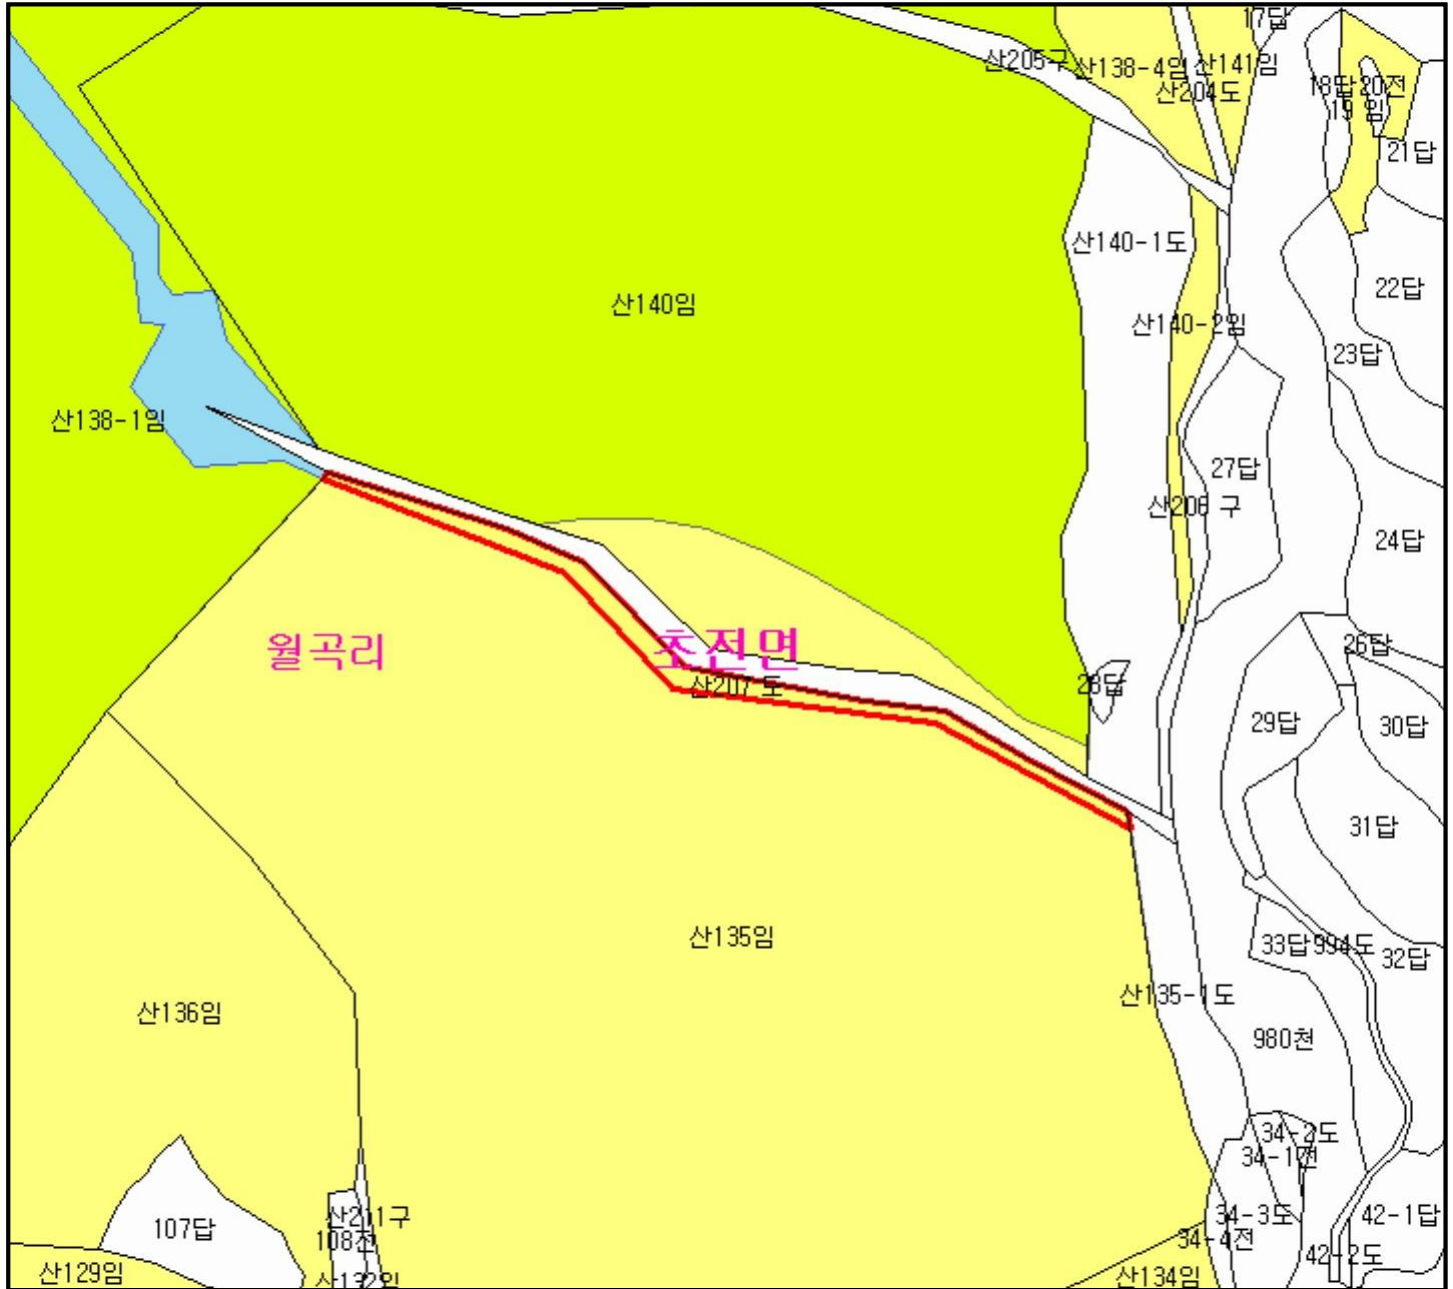 17답
산205구
산138-4임
산141임
산204도
18답
20전
19 임
21답
산140-1도
22답
산140임
산140-2임
23답
산138-1임
27답
산206 구
24답
월곡리
초전면
26답
산207 도
28답
29답
30답
31답
산135임
33답
994도
32답
산135-1도
산136임
980천
34-2도
34-1전
107답
산211구
34-3도
42-1답
108전
34-4전
42-2도
산129임
산132임
산134임